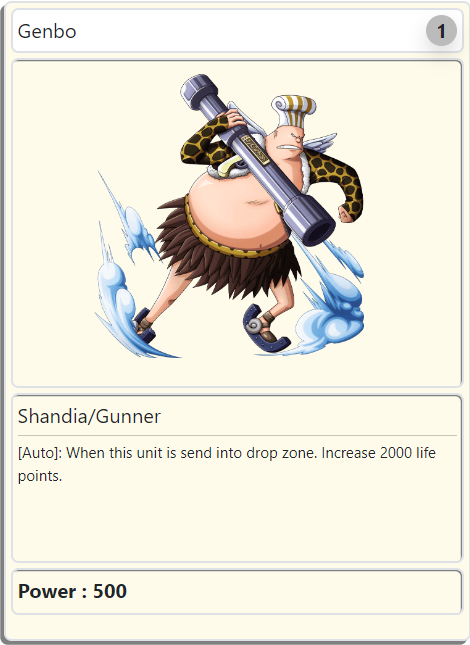 Genbo
1
Shandia/Gunner
[Auto]: When this unit is send into drop zone. Increase 2000 life
points.
Power : 500